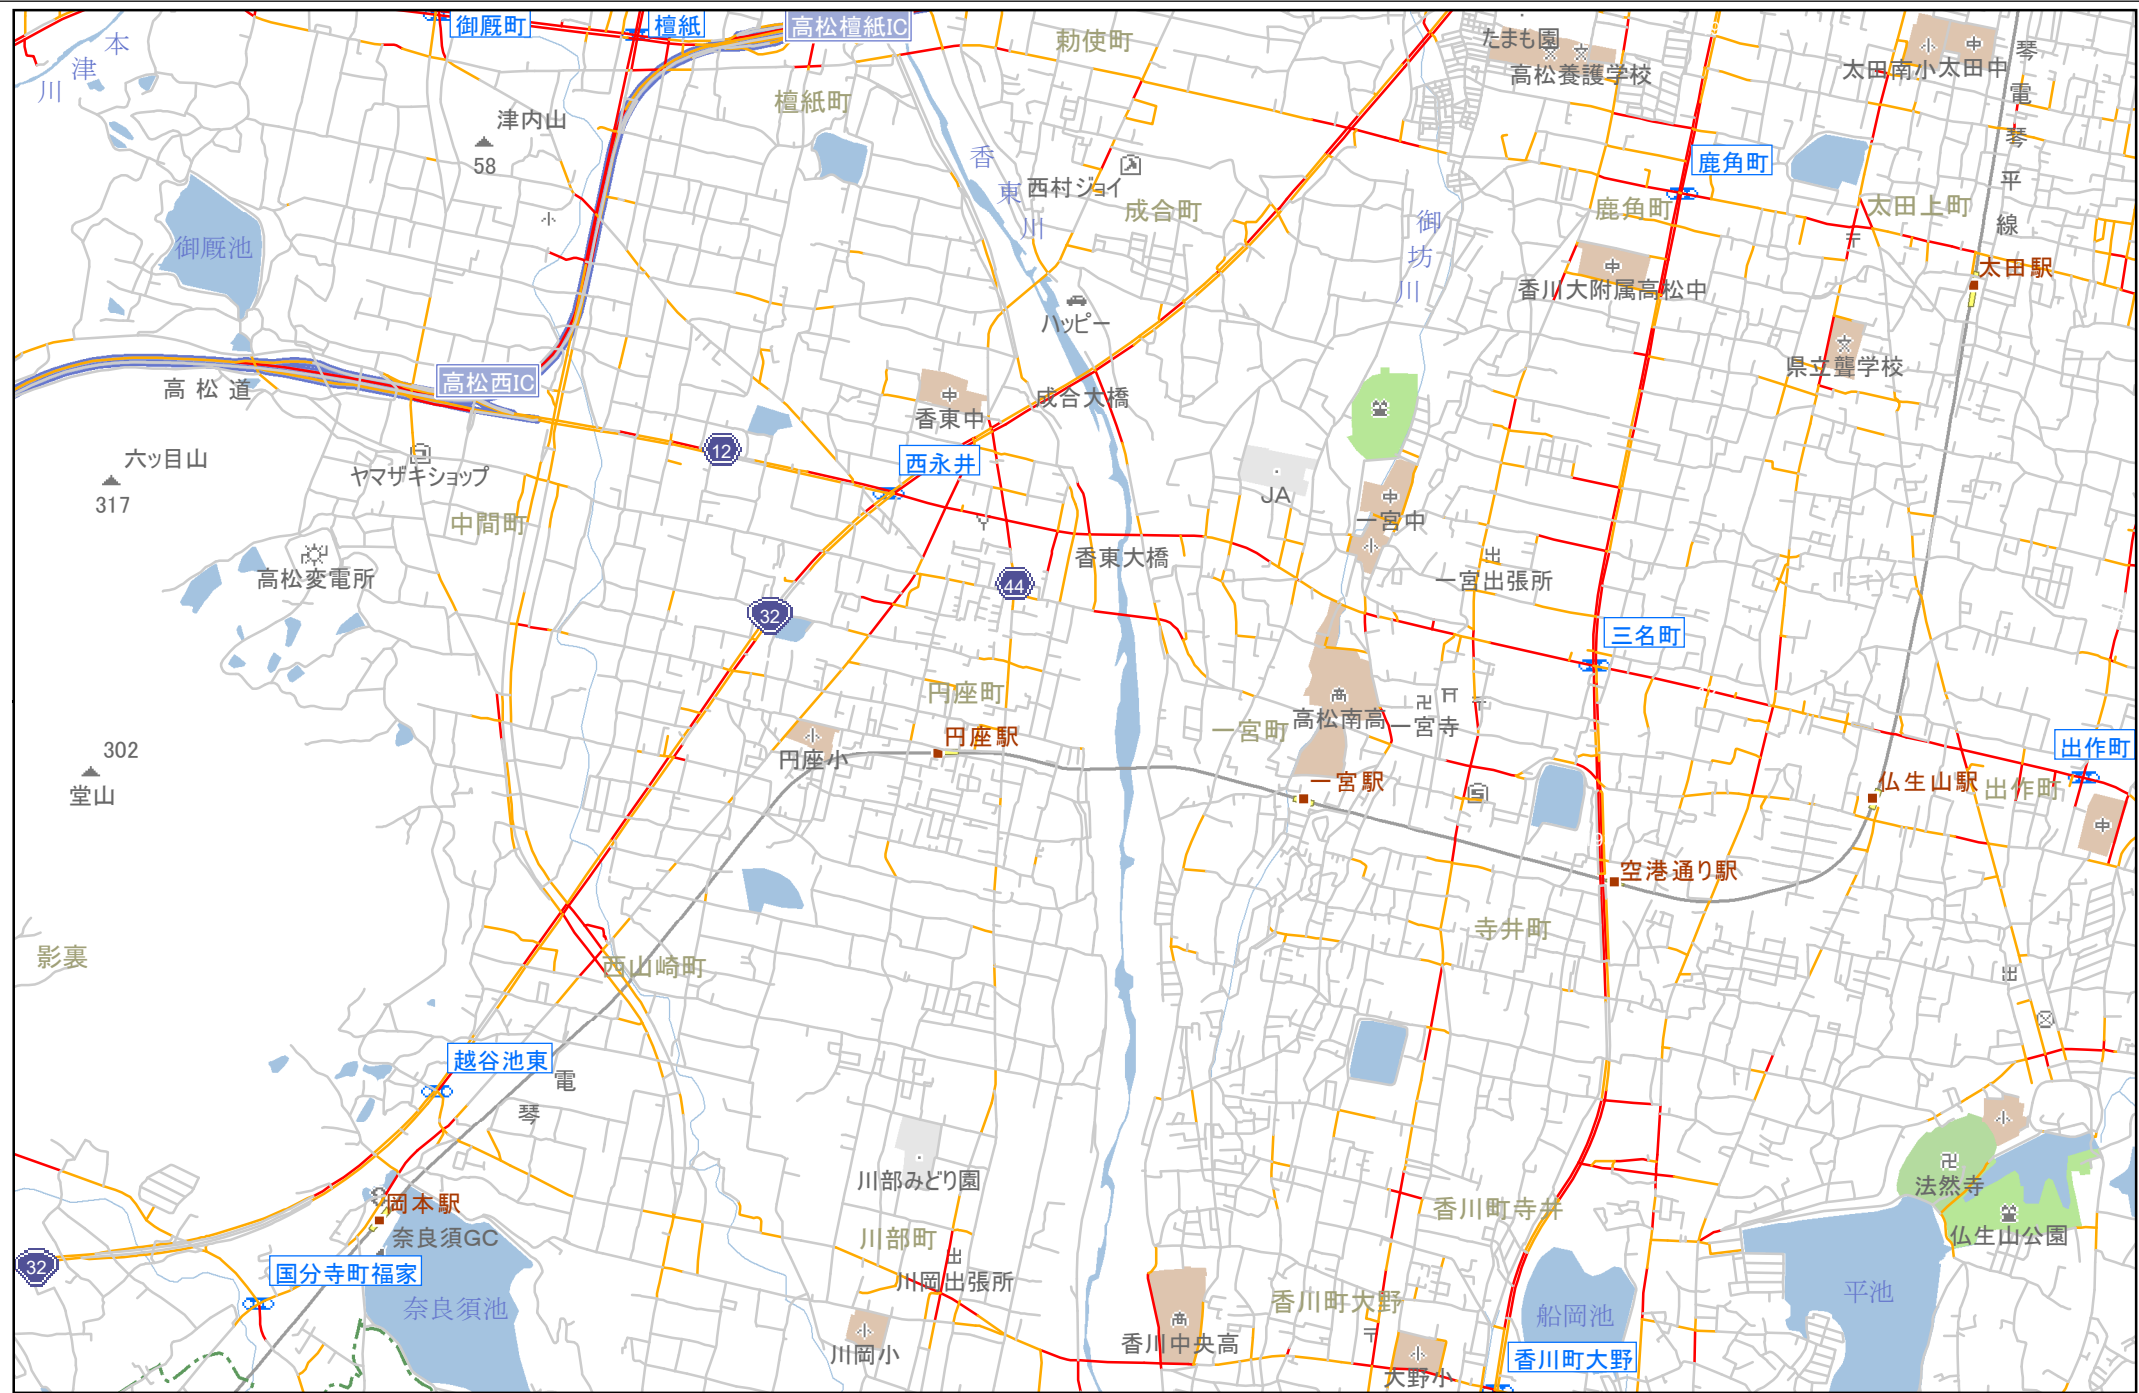 御厩町
檀紙
高松檀紙IC
勅使町
たまも園
高松養護学校
太田南小
太田中
琴電琴平線
本津川
檀紙町
津内山
58
香東川
西村ジョイ
成合町
御坊川
鹿角町
鹿角町
太田上町
御厩池
太田駅
香川大附属高松中
ハッピー
県立聾学校
高松道
高松西IC
香東中
成合大橋
12
西永井
六ッ目山
317
ヤマザキショップ
JA
一宮中
中間町
高松変電所
香東大橋
一宮出張所
44
32
三名町
円座町
高松南高
一宮寺
一宮町
円座駅
円座小
302
堂山
一宮駅
出作町
仏生山駅
出作町
空港通り駅
寺井町
影裏
西山崎町
越谷池東
琴電
川部みどり園
法然寺
岡本駅
奈良須GC
香川町寺井
仏生山公園
川部町
32
国分寺町福家
川岡出張所
奈良須池
香川町大野
船岡池
平池
川岡小
香川中央高
香川町大野
大野小